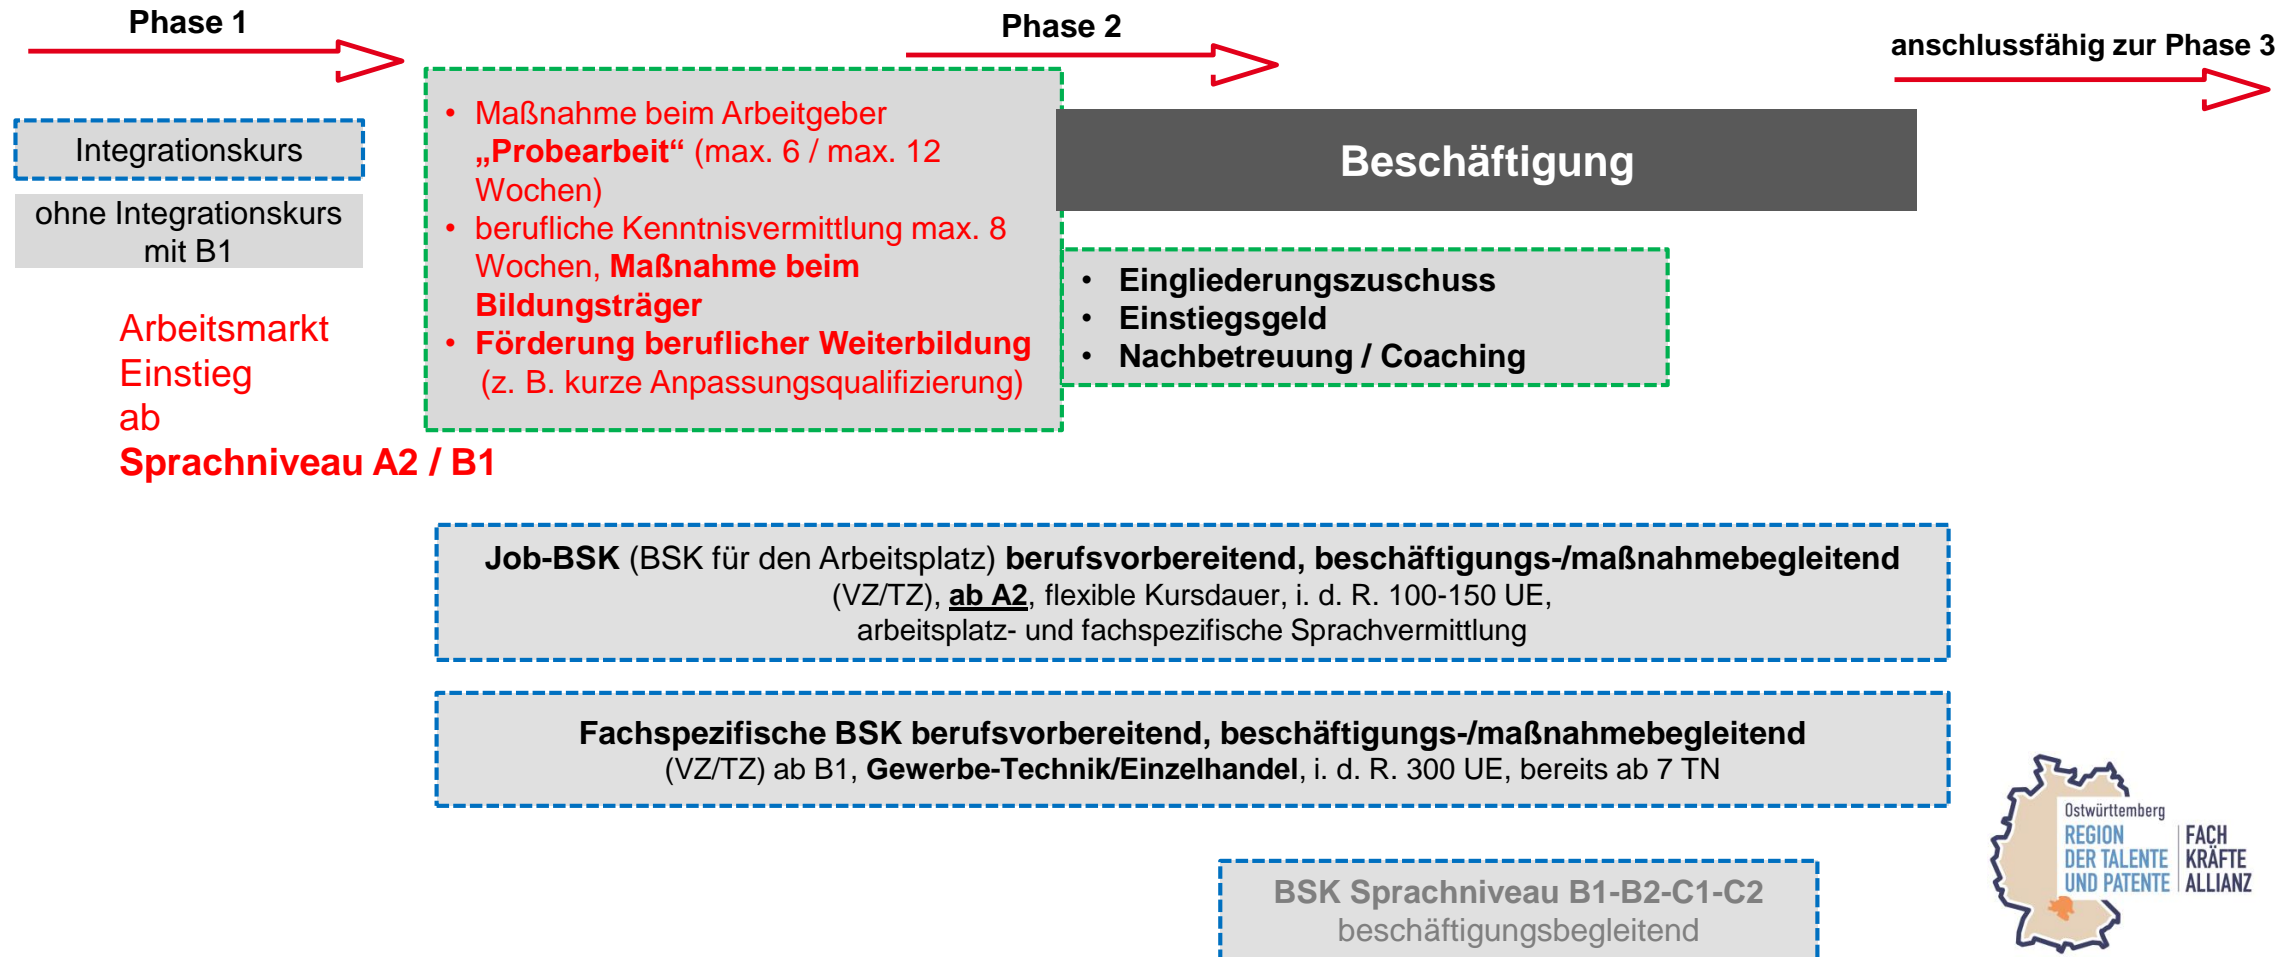 Phase 1
Phase 2
anschlussfähig zur Phase 3
Integrationskurs
ohne Integrationskurs
mit B1
Arbeitsmarkt
Einstieg
ab
Sprachniveau A2 / B1
• Maßnahme beim Arbeitgeber
„Probearbeit“ (max. 6 / max. 12
Wochen)
• berufliche Kenntnisvermittlung max. 8
Wochen, Maßnahme beim
Bildungsträger
• Förderung beruflicher Weiterbildung
(z. B. kurze Anpassungsqualifizierung)
Beschäftigung
• Eingliederungszuschuss
• Einstiegsgeld
• Nachbetreuung / Coaching
Job-BSK (BSK für den Arbeitsplatz) berufsvorbereitend, beschäftigungs-/maßnahmebegleitend
(VZ/TZ), ab A2, flexible Kursdauer, i. d. R. 100-150 UE,
arbeitsplatz- und fachspezifische Sprachvermittlung
Fachspezifische BSK berufsvorbereitend, beschäftigungs-/maßnahmebegleitend
(VZ/TZ) ab B1, Gewerbe-Technik/Einzelhandel, i. d. R. 300 UE, bereits ab 7 TN
BSK Sprachniveau B1-B2-C1-C2
beschäftigungsbegleitend
Ostwürttemberg
REGION
DER TALENTE
UND PATENTE
FACH
KRÄFTE
ALLIANZ